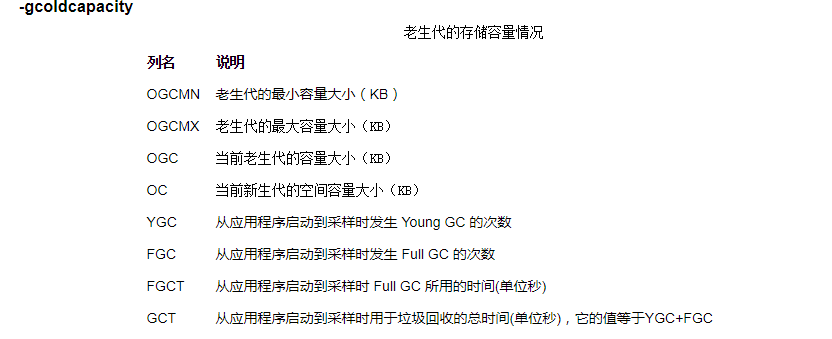 -gcoldcapacity
老生代的存储容量情况
列名 说明
OGCMN 老生代的最小容量大小（KB）
OGCMX 老生代的最大容量大小（KB）
OGC 当前老生代的容量大小（KB）
OC 当前新生代的空间容量大小（KB）
YGC 从应用程序启动到采样时发生 Young GC 的次数
FGC 从应用程序启动到采样时发生 Full GC 的次数
FGCT 从应用程序启动到采样时 Full GC 所用的时间(单位秒)
GCT 从应用程序启动到采样时用于垃圾回收的总时间(单位秒)，它的值等于YGC+FGC